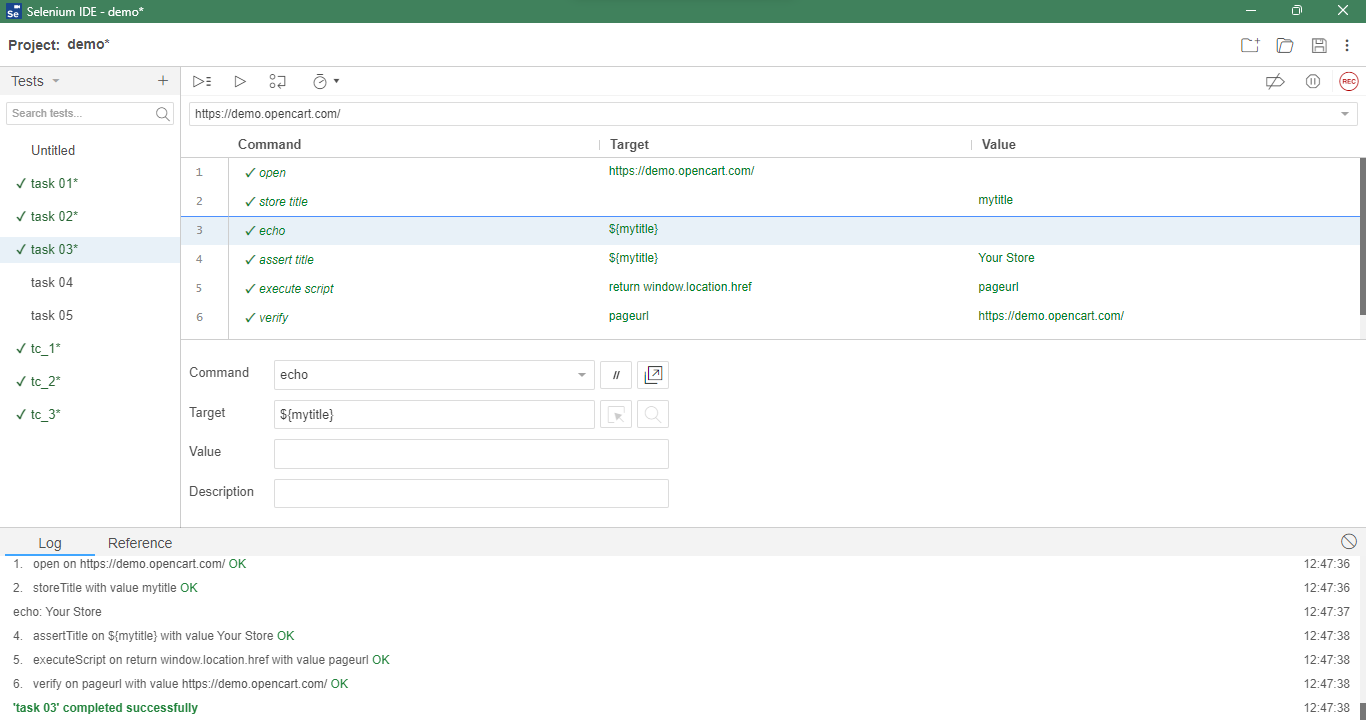 Se Selenium IDE - demo*
Project: demo*
Tests
+
Search tests...
Untitled
✓ task 01*
✓ task 02*
✓ task 03*
task 04
task 05
✓ tc_1*
✓ tc_2*
✓ tc_3*
REC
https://demo.opencart.com/
Command Target Value
1 ✓ open https://demo.opencart.com/
2 ✓ store title mytitle
3 ✓ echo ${mytitle}
4 ✓ assert title ${mytitle} Your Store
5 ✓ execute script return window.location.href pageurl
6 ✓ verify pageurl https://demo.opencart.com/
Command echo //
Target ${mytitle}
Value
Description
Log Reference
1. open on https://demo.opencart.com/ OK 12:47:36
2. storeTitle with value mytitle OK 12:47:36
echo: Your Store 12:47:37
4. assertTitle on ${mytitle} with value Your Store OK 12:47:38
5. executeScript on return window.location.href with value pageurl OK 12:47:38
6. verify on pageurl with value https://demo.opencart.com/ OK 12:47:38
'task 03' completed successfully 12:47:38